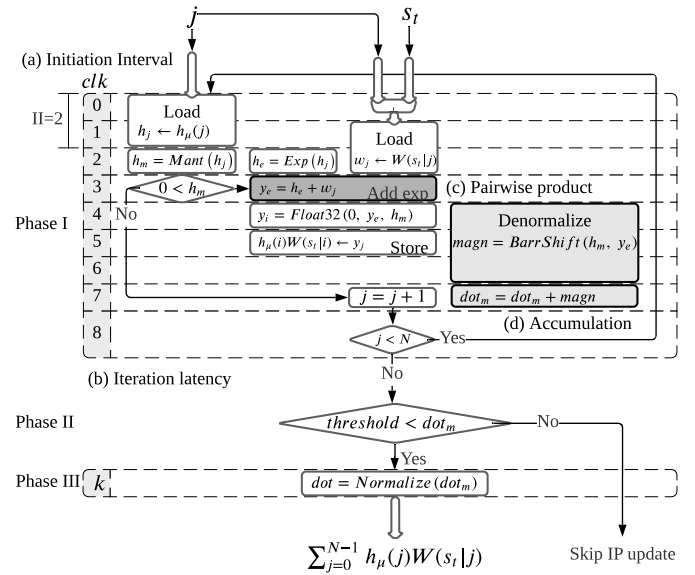 j
s_t
(a) Initiation Interval
clk
0
Load
II=2
h_j ← h_μ(j)
1
Load
w_j ← W(s_t|j)
2
h_m = Mant(h_j)
h_e = Exp(h_j)
3
0 < h_m
y_e = h_e + w_j
Add exp
(c) Pairwise product
No
Phase I
4
y_i = Float32(0, y_e, h_m)
Denormalize
magn = BarrShift(h_m, y_e)
5
h_μ(i)W(s_t|i) ← y_j
Store
6
7
j = j + 1
dot_m = dot_m + magn
8
(d) Accumulation
j < N
Yes
(b) Iteration latency
No
Phase II
threshold < dot_m
No
Yes
Phase III
k
dot = Normalize(dot_m)
∑_{j=0}^{N−1} h_μ(j)W(s_t|j)
Skip IP update